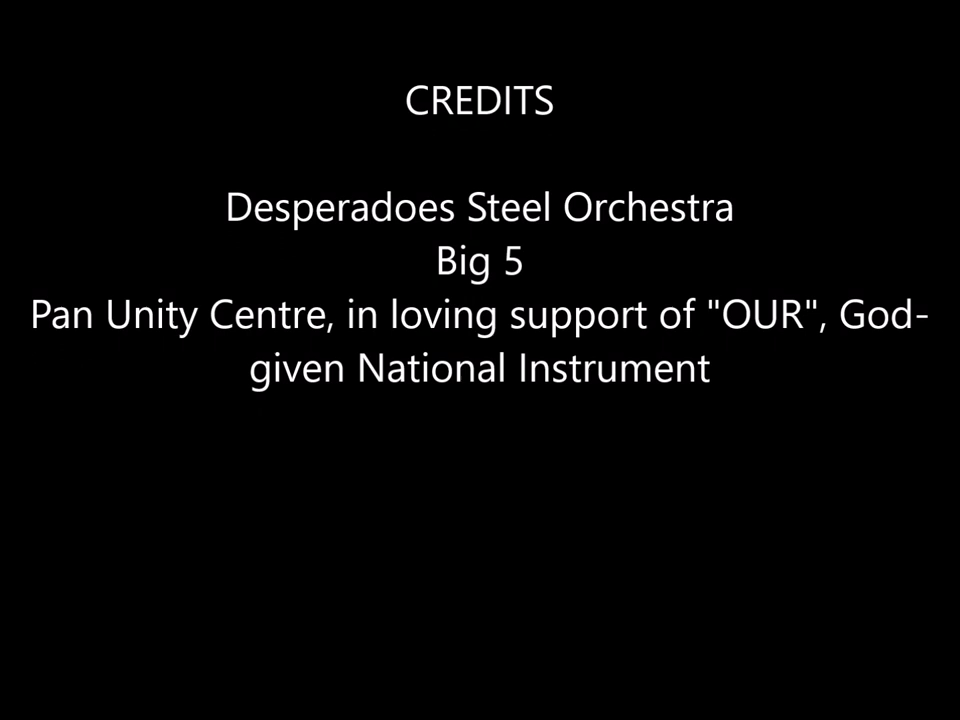 CREDITS
Desperadoes Steel Orchestra
Big 5
Pan Unity Centre, in loving support of "OUR", God-
given National Instrument